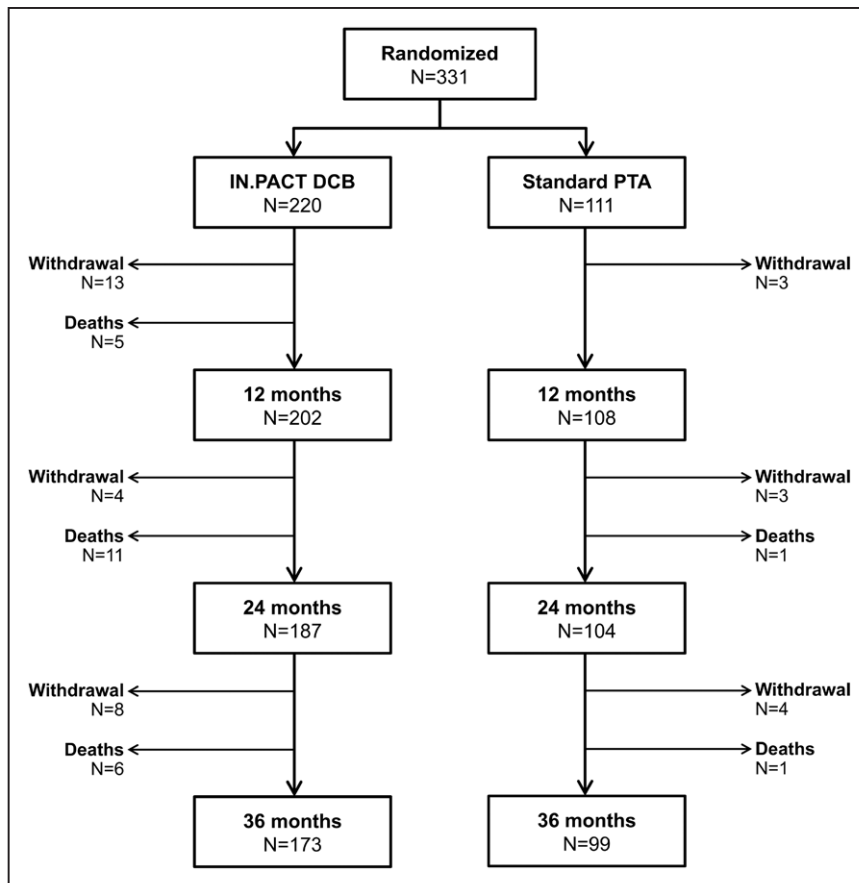 Randomized
N=331
IN.PACT DCB
N=220
Standard PTA
N=111
Withdrawal
N=13
Withdrawal
N=3
Deaths
N=5
12 months
N=202
12 months
N=108
Withdrawal
N=4
Withdrawal
N=3
Deaths
N=11
Deaths
N=1
24 months
N=187
24 months
N=104
Withdrawal
N=8
Withdrawal
N=4
Deaths
N=6
Deaths
N=1
36 months
N=173
36 months
N=99